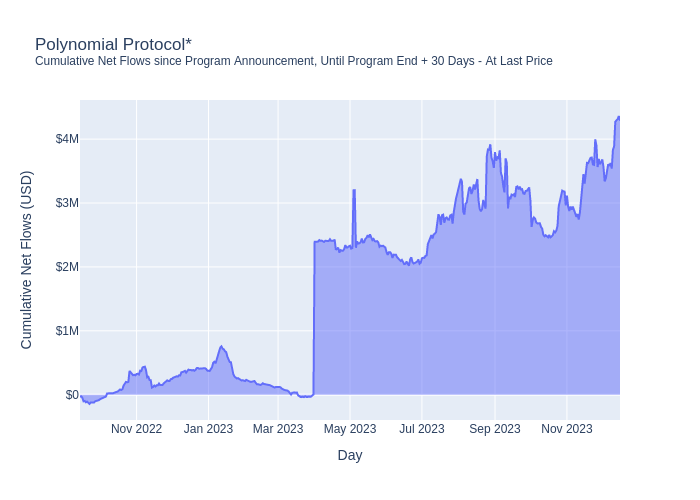 Polynomial Protocol*
Cumulative Net Flows since Program Announcement, Until Program End + 30 Days - At Last Price
Cumulative Net Flows (USD)
$4M
$3M
$2M
$1M
$0
Nov 2022 Jan 2023 Mar 2023 May 2023 Jul 2023 Sep 2023 Nov 2023
Day